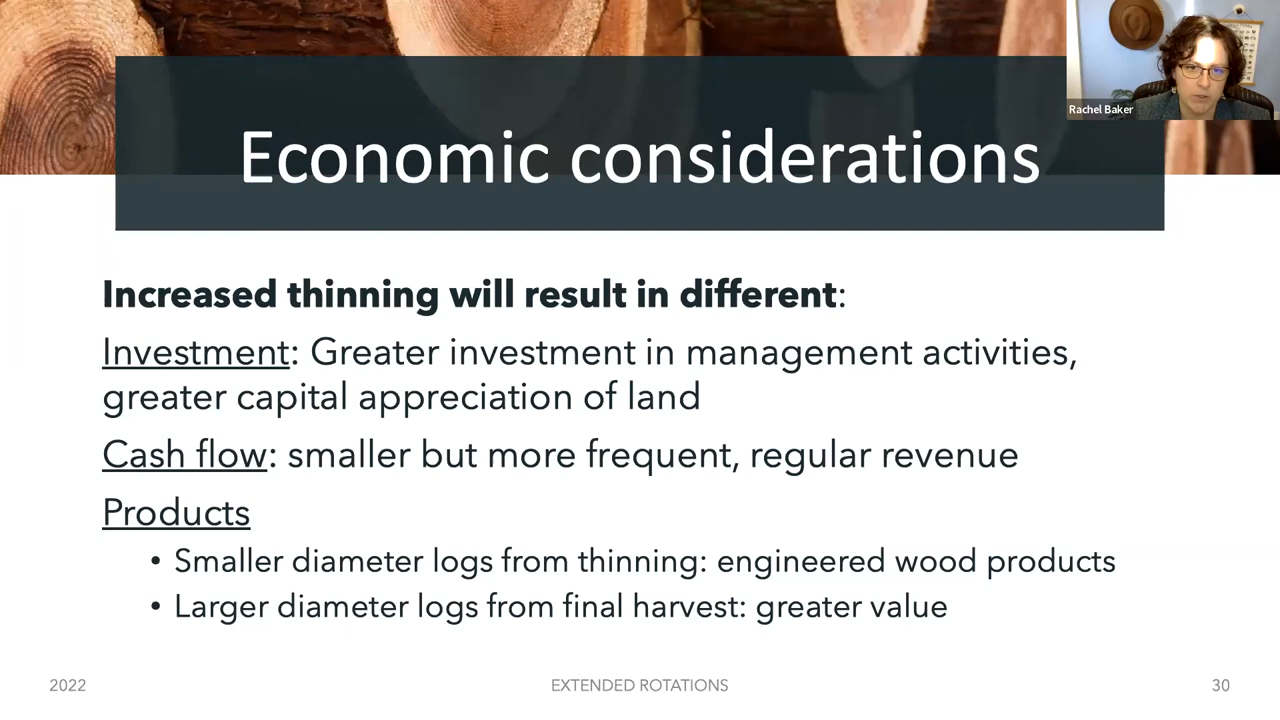 Rachel Baker
Economic considerations
Increased thinning will result in different:
Investment: Greater investment in management activities,
greater capital appreciation of land
Cash flow: smaller but more frequent, regular revenue
Products
• Smaller diameter logs from thinning: engineered wood products
• Larger diameter logs from final harvest: greater value
2022
EXTENDED ROTATIONS
30